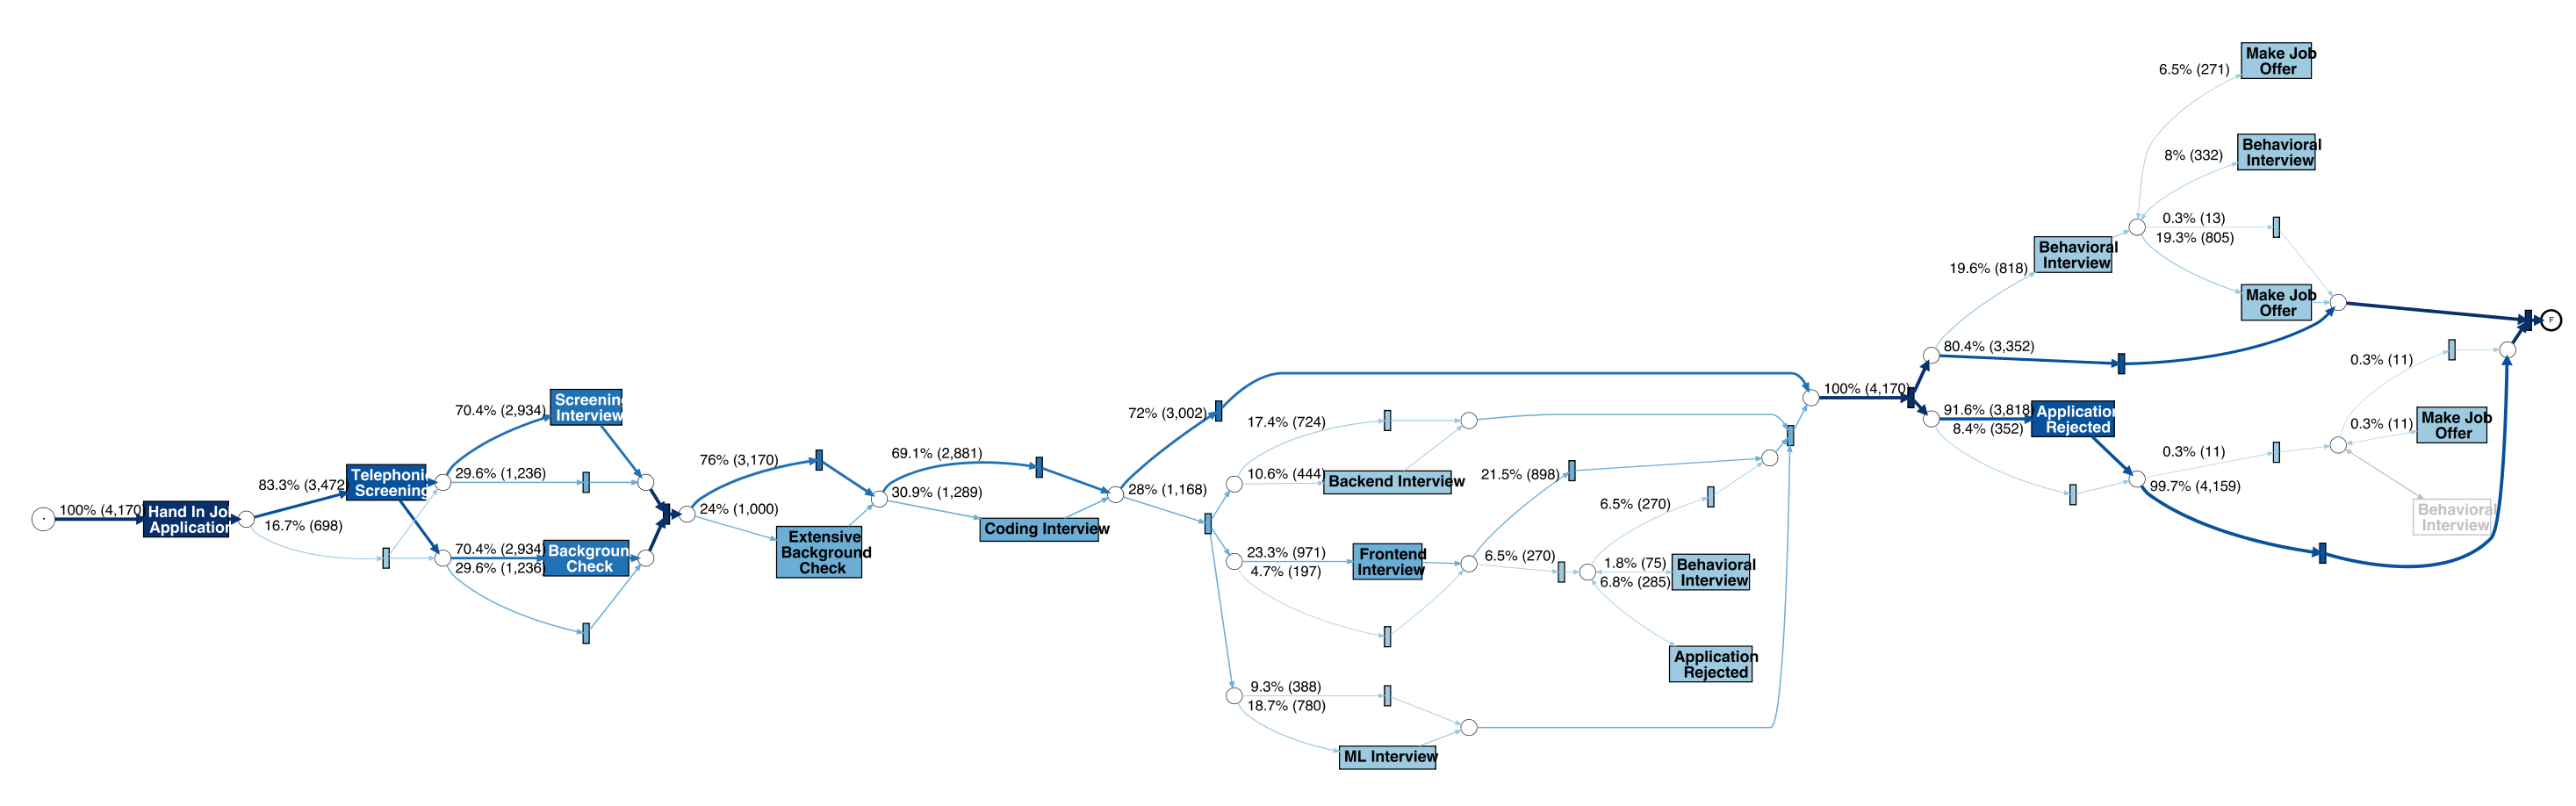 100% (4,170)
Hand In Jo
Application
83.3% (3,472)
16.7% (698)
Telephoni
Screening
70.4% (2,934)
29.6% (1,236)
Screenin
Interview
70.4% (2,934)
29.6% (1,236)
Backgroun
Check
76% (3,170)
24% (1,000)
Extensive
Background
Check
69.1% (2,881)
30.9% (1,289)
Coding Interview
72% (3,002)
28% (1,168)
17.4% (724)
10.6% (444)
Backend Interview
23.3% (971)
4.7% (197)
Frontend
Interview
21.5% (898)
6.5% (270)
6.5% (270)
1.8% (75)
6.8% (285)
Behavioral
Interview
Application
Rejected
9.3% (388)
18.7% (780)
ML Interview
100% (4,170)
19.6% (818)
80.4% (3,352)
Behavioral
Interview
6.5% (271)
Make Job
Offer
8% (332)
Behavioral
Interview
0.3% (13)
19.3% (805)
Make Job
Offer
91.6% (3,818)
8.4% (352)
Application
Rejected
0.3% (11)
99.7% (4,159)
0.3% (11)
0.3% (11)
Make Job
Offer
Behavioral
Interview
F